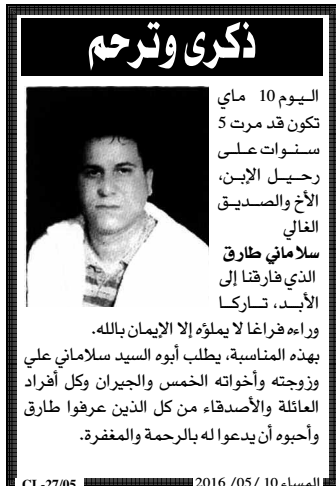 ذكرى وترحم
اليوم 10 ماي
تكون قد مرت 5
سنوات على
رحيل الإبن،
الأخ والصديق
الغالي
سلاماني طارق
الذي فارقنا إلى
الأبد، تاركا
وراءه فراغا لا يملؤه إلا الإيمان بالله.
بهذه المناسبة، يطلب أبوه السيد سلاماني علي
وزوجته وأخواته الخمس والجيران وكل أفراد
العائلة والأصدقاء من كل الذين عرفوا طارق
وأحبوه أن يدعوا له بالرحمة والمغفرة.
المساء 10 /05 /2016 CL-27/05